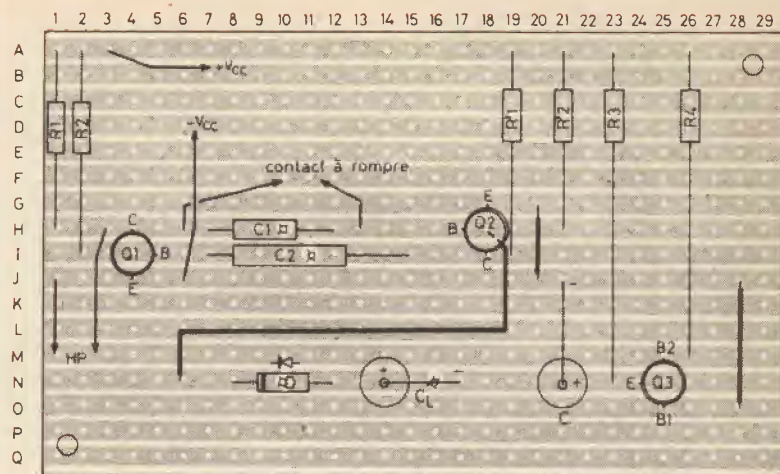 1 2 3 4 5 6 7 8 9 10 11 12 13 14 15 16 17 18 19 20 21 22 23 24 25 26 27 28 29
A
B
+Vcc
C
R1 R2 R'1 R'2 R3 R4
D
-Vcc
E
contact à rompre
F
G
E
H
C C1 B Q2
I
Q1 B C2 C
J
E -
K
L
M
HP B2
N
D + - + E Q3
CL
O
C B1
P
Q